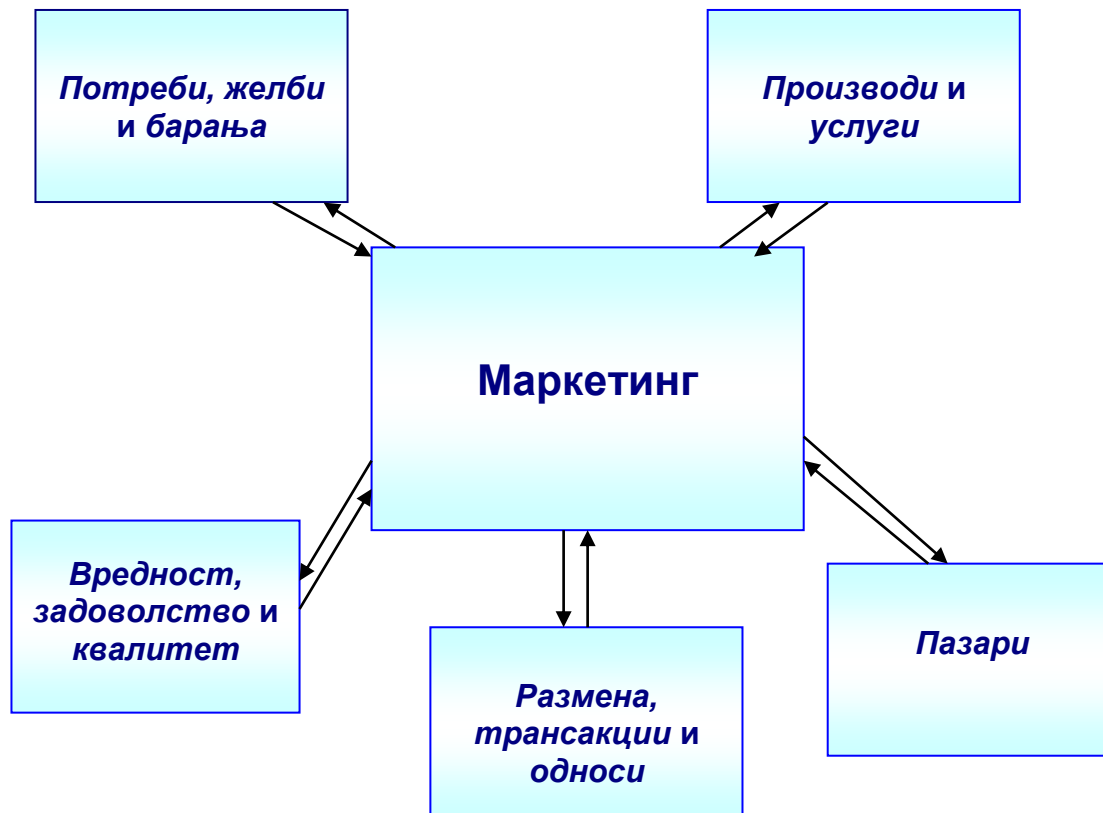 Потреби, желби
и барања
Производи и
услуги
Маркетинг
Вредност,
задоволство и
квалитет
Размена,
трансакции и
односи
Пазари